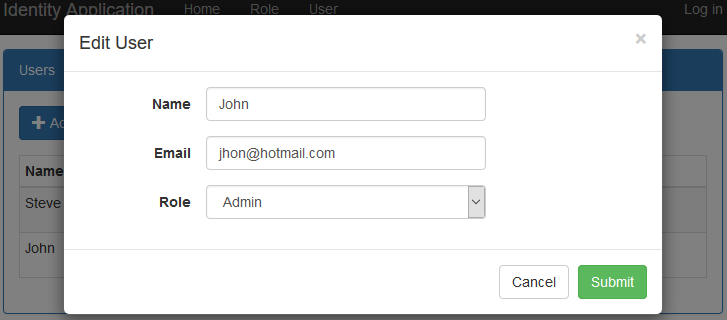 Identity Application Home Role User Log in
Edit User ×
Users
Name John
Email jhon@hotmail.com
Role Admin
Name
Steve
John
Cancel Submit